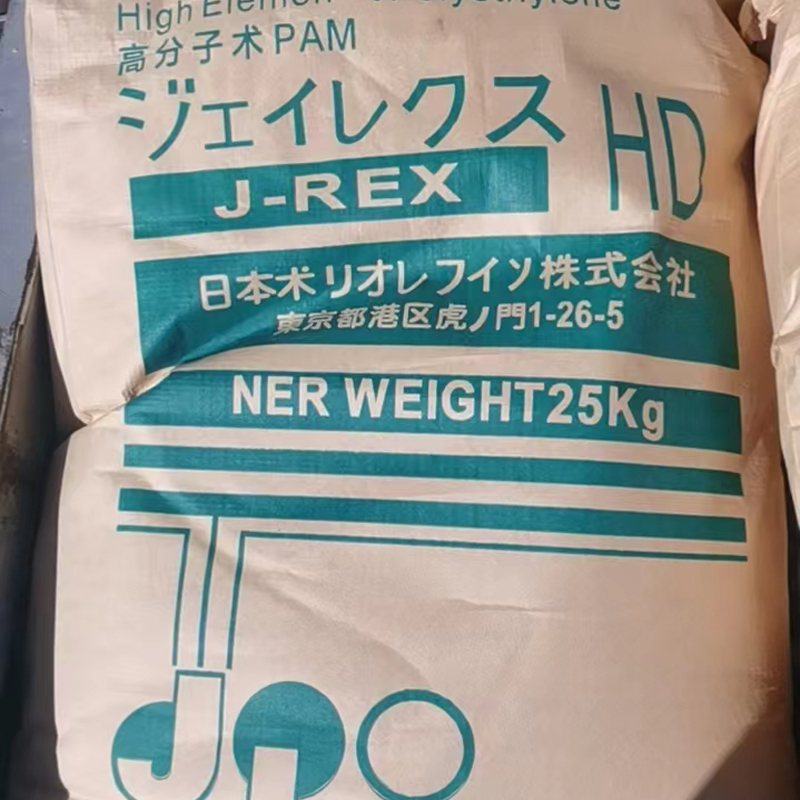 High
高分子术PAM
ジェイレクス HD
J-REX
日本术リオレフイソ株式会社
東京都港区虎ノ門1-26-5
NER WEIGHT25Kg